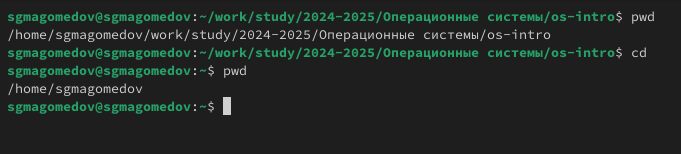 sgmagomedov@sgmagomedov:~/work/study/2024-2025/Операционные системы/os-intro$ pwd
/home/sgmagomedov/work/study/2024-2025/Операционные системы/os-intro
sgmagomedov@sgmagomedov:~/work/study/2024-2025/Операционные системы/os-intro$ cd
sgmagomedov@sgmagomedov:~$ pwd
/home/sgmagomedov
sgmagomedov@sgmagomedov:~$